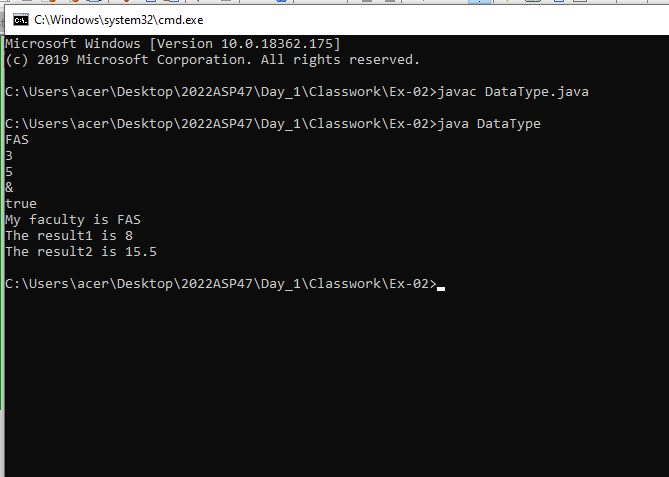 C:\Windows\system32\cmd.exe
Microsoft Windows [Version 10.0.18362.175]
(c) 2019 Microsoft Corporation. All rights reserved.
C:\Users\acer\Desktop\2022ASP47\Day_1\Classwork\Ex-02>javac DataType.java
C:\Users\acer\Desktop\2022ASP47\Day_1\Classwork\Ex-02>java DataType
FAS
3
5
&
true
My faculty is FAS
The result1 is 8
The result2 is 15.5
C:\Users\acer\Desktop\2022ASP47\Day_1\Classwork\Ex-02>